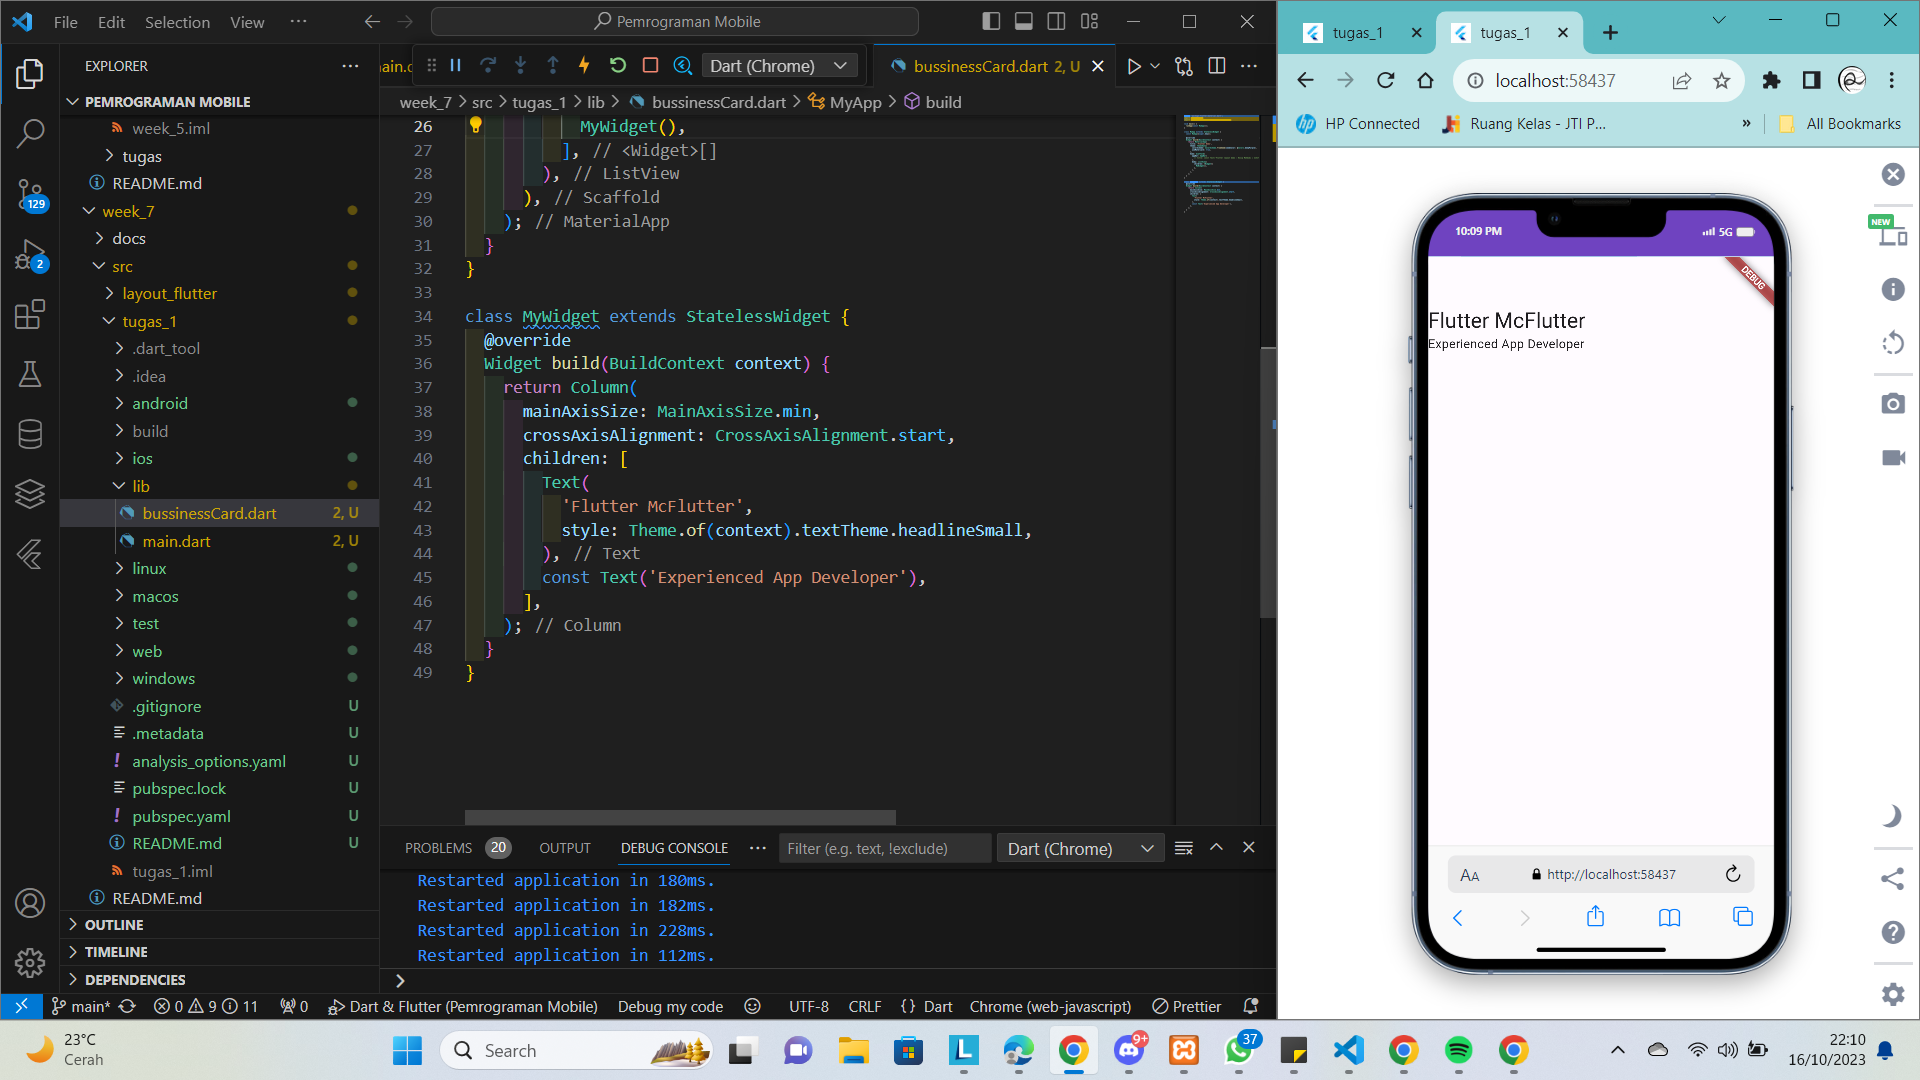 File Edit Selection View ···
Pemrograman Mobile
EXPLORER ···
PEMROGRAMAN MOBILE
week_5.iml
tugas
README.md
week_7
docs
src
layout_flutter
tugas_1
.dart_tool
.idea
android
build
ios
lib
bussinessCard.dart 2, U
main.dart 2, U
linux
macos
test
web
windows
.gitignore U
.metadata U
analysis_options.yaml U
pubspec.lock U
pubspec.yaml U
README.md U
tugas_1.iml
README.md
OUTLINE
TIMELINE
DEPENDENCIES
129
2
Dart (Chrome)
bussinessCard.dart 2, U
week_7 > src > tugas_1 > lib > bussinessCard.dart > MyApp > build
26 MyWidget(),
27 ], // <Widget>[]
28 ), // ListView
29 ), // Scaffold
30 ); // MaterialApp
31 }
32 }
33
34 class MyWidget extends StatelessWidget {
35 @override
36 Widget build(BuildContext context) {
37 return Column(
38 mainAxisSize: MainAxisSize.min,
39 crossAxisAlignment: CrossAxisAlignment.start,
40 children: [
41 Text(
42 'Flutter McFlutter',
43 style: Theme.of(context).textTheme.headlineSmall,
44 ), // Text
45 const Text('Experienced App Developer'),
46 ],
47 ); // Column
48 }
49 }
PROBLEMS 20 OUTPUT DEBUG CONSOLE ··· Filter (e.g. text, !exclude) Dart (Chrome)
Restarted application in 180ms.
Restarted application in 182ms.
Restarted application in 228ms.
Restarted application in 112ms.
main* 0 9 11 0 Dart & Flutter (Pemrograman Mobile) Debug my code UTF-8 CRLF {} Dart Chrome (web-javascript) Prettier
tugas_1 tugas_1
localhost:58437
HP Connected Ruang Kelas - JTI P... » All Bookmarks
NEW
10:09 PM 5G
DEBUG
Flutter McFlutter
Experienced App Developer
AA http://localhost:58437
23°C
Cerah
Search
9+
37
22:10
16/10/2023